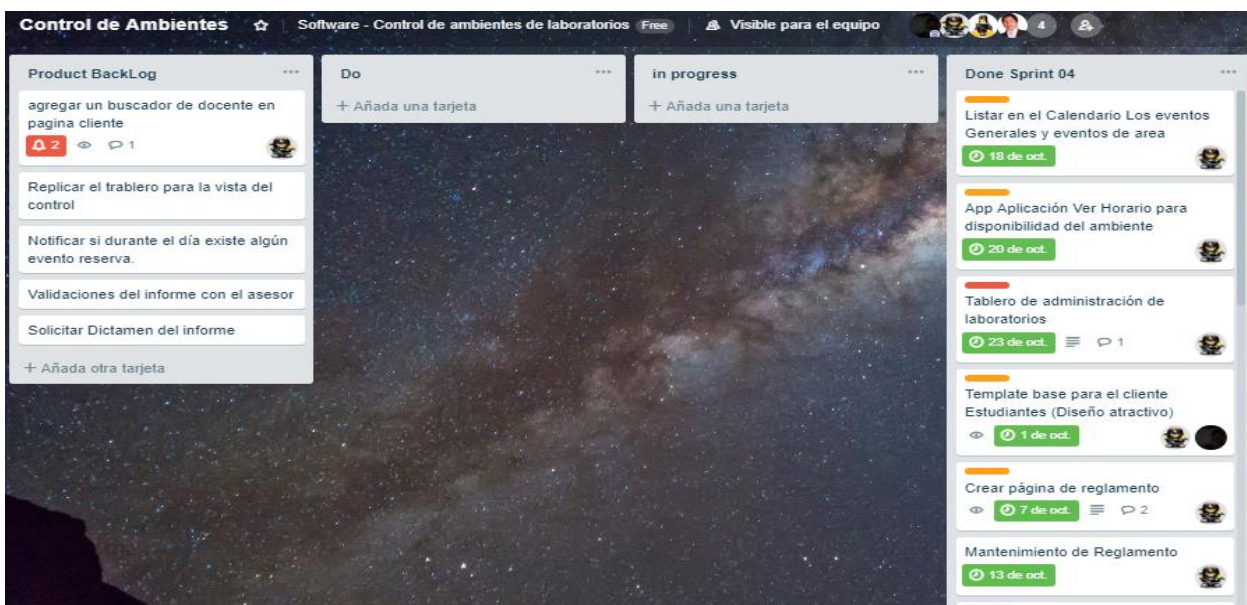 Control de Ambientes
Software - Control de ambientes de laboratorios Free
Visible para el equipo
4
Product BackLog
agregar un buscador de docente en
pagina cliente
2
1
Replicar el trablero para la vista del
control
Notificar si durante el día existe algún
evento reserva.
Validaciones del informe con el asesor
Solicitar Dictamen del informe
+ Añada otra tarjeta
Do
+ Añada una tarjeta
in progress
+ Añada una tarjeta
Done Sprint 04
Listar en el Calendario Los eventos
Generales y eventos de area
18 de oct.
App Aplicación Ver Horario para
disponibilidad del ambiente
20 de oct.
Tablero de administración de
laboratorios
23 de oct.
1
Template base para el cliente
Estudiantes (Diseño atractivo)
1 de oct.
Crear página de reglamento
7 de oct.
2
Mantenimiento de Reglamento
13 de oct.